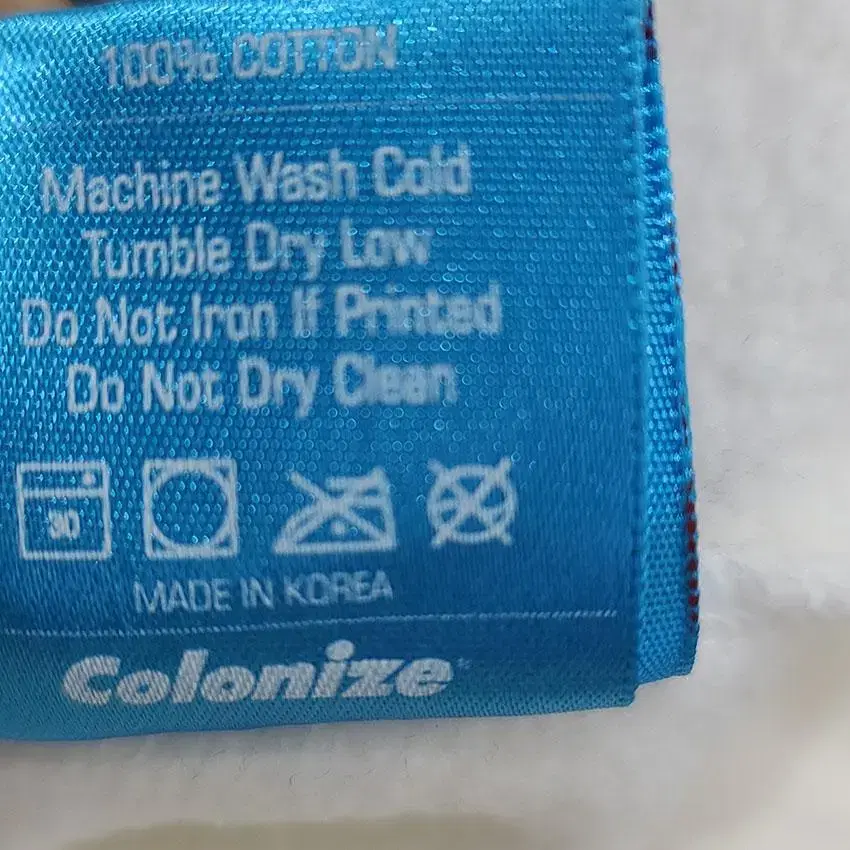 100% COTTON
Machine Wash Cold
Tumble Dry Low
Do Not Iron If Printed
Do Not Dry Clean
30
MADE IN KOREA
Colonize